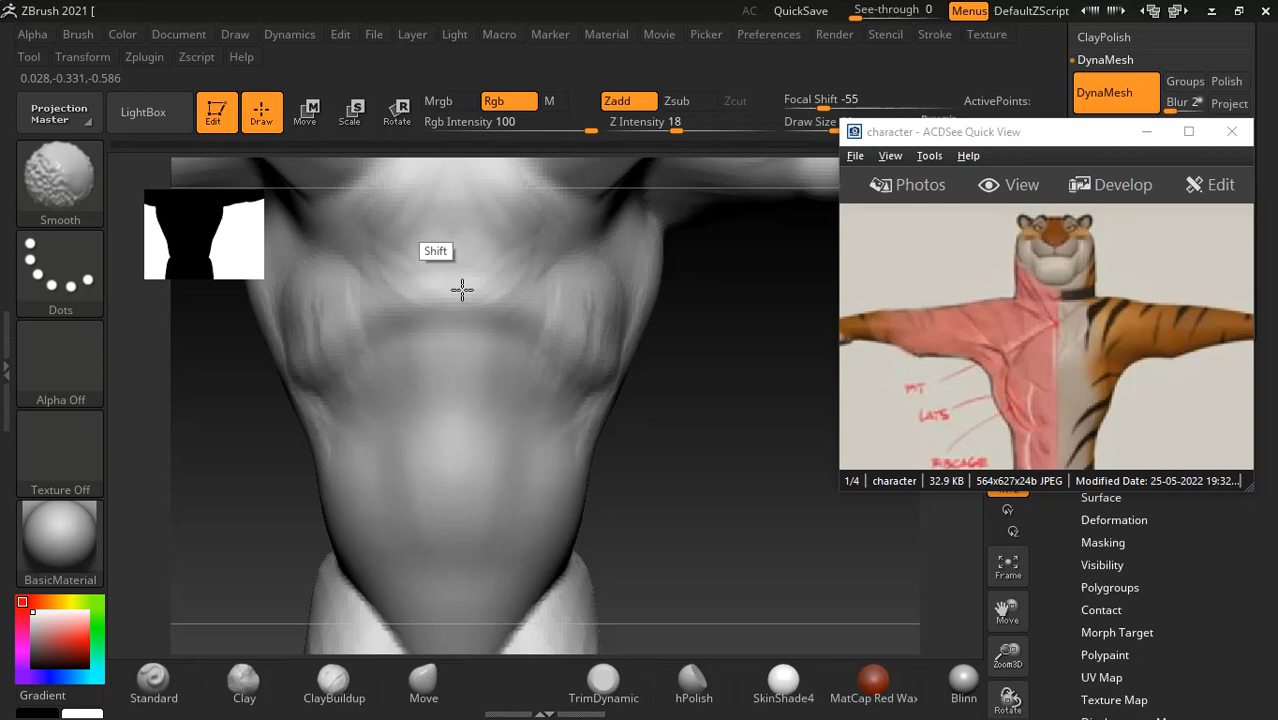 ZBrush 2021 [
AC QuickSave See-through 0 Menus DefaultZScript
Alpha Brush Color Document Draw Dynamics Edit File Layer Light Macro Marker Material Movie Picker Preferences Render Stencil Stroke Texture
Tool Transform Zplugin Zscript Help
0.028,-0.331,-0.586
Projection
Master
LightBox
Edit
Draw
Move
Scale
Rotate
Mrgb Rgb M
Rgb Intensity 100
Zadd Zsub Zcut
Z Intensity 18
Focal Shift -55
Draw Size
ActivePoints:
ClayPolish
DynaMesh
DynaMesh
Groups Polish
Blur 2 Project
character - ACDSee Quick View
File View Tools Help
Photos View Develop Edit
PIT
LATS
RIBCAGE
1/4 character 32.9 KB 564x627x24b JPEG Modified Date: 25-05-2022 19:32...
Smooth
Dots
Alpha Off
Texture Off
BasicMaterial
Gradient
Shift
Surface
Deformation
Masking
Visibility
Polygroups
Contact
Morph Target
Polypaint
UV Map
Texture Map
Frame
Move
Zoom3D
Rotate
Standard
Clay
ClayBuildup
Move
TrimDynamic
hPolish
SkinShade4
MatCap Red Wax
Blinn